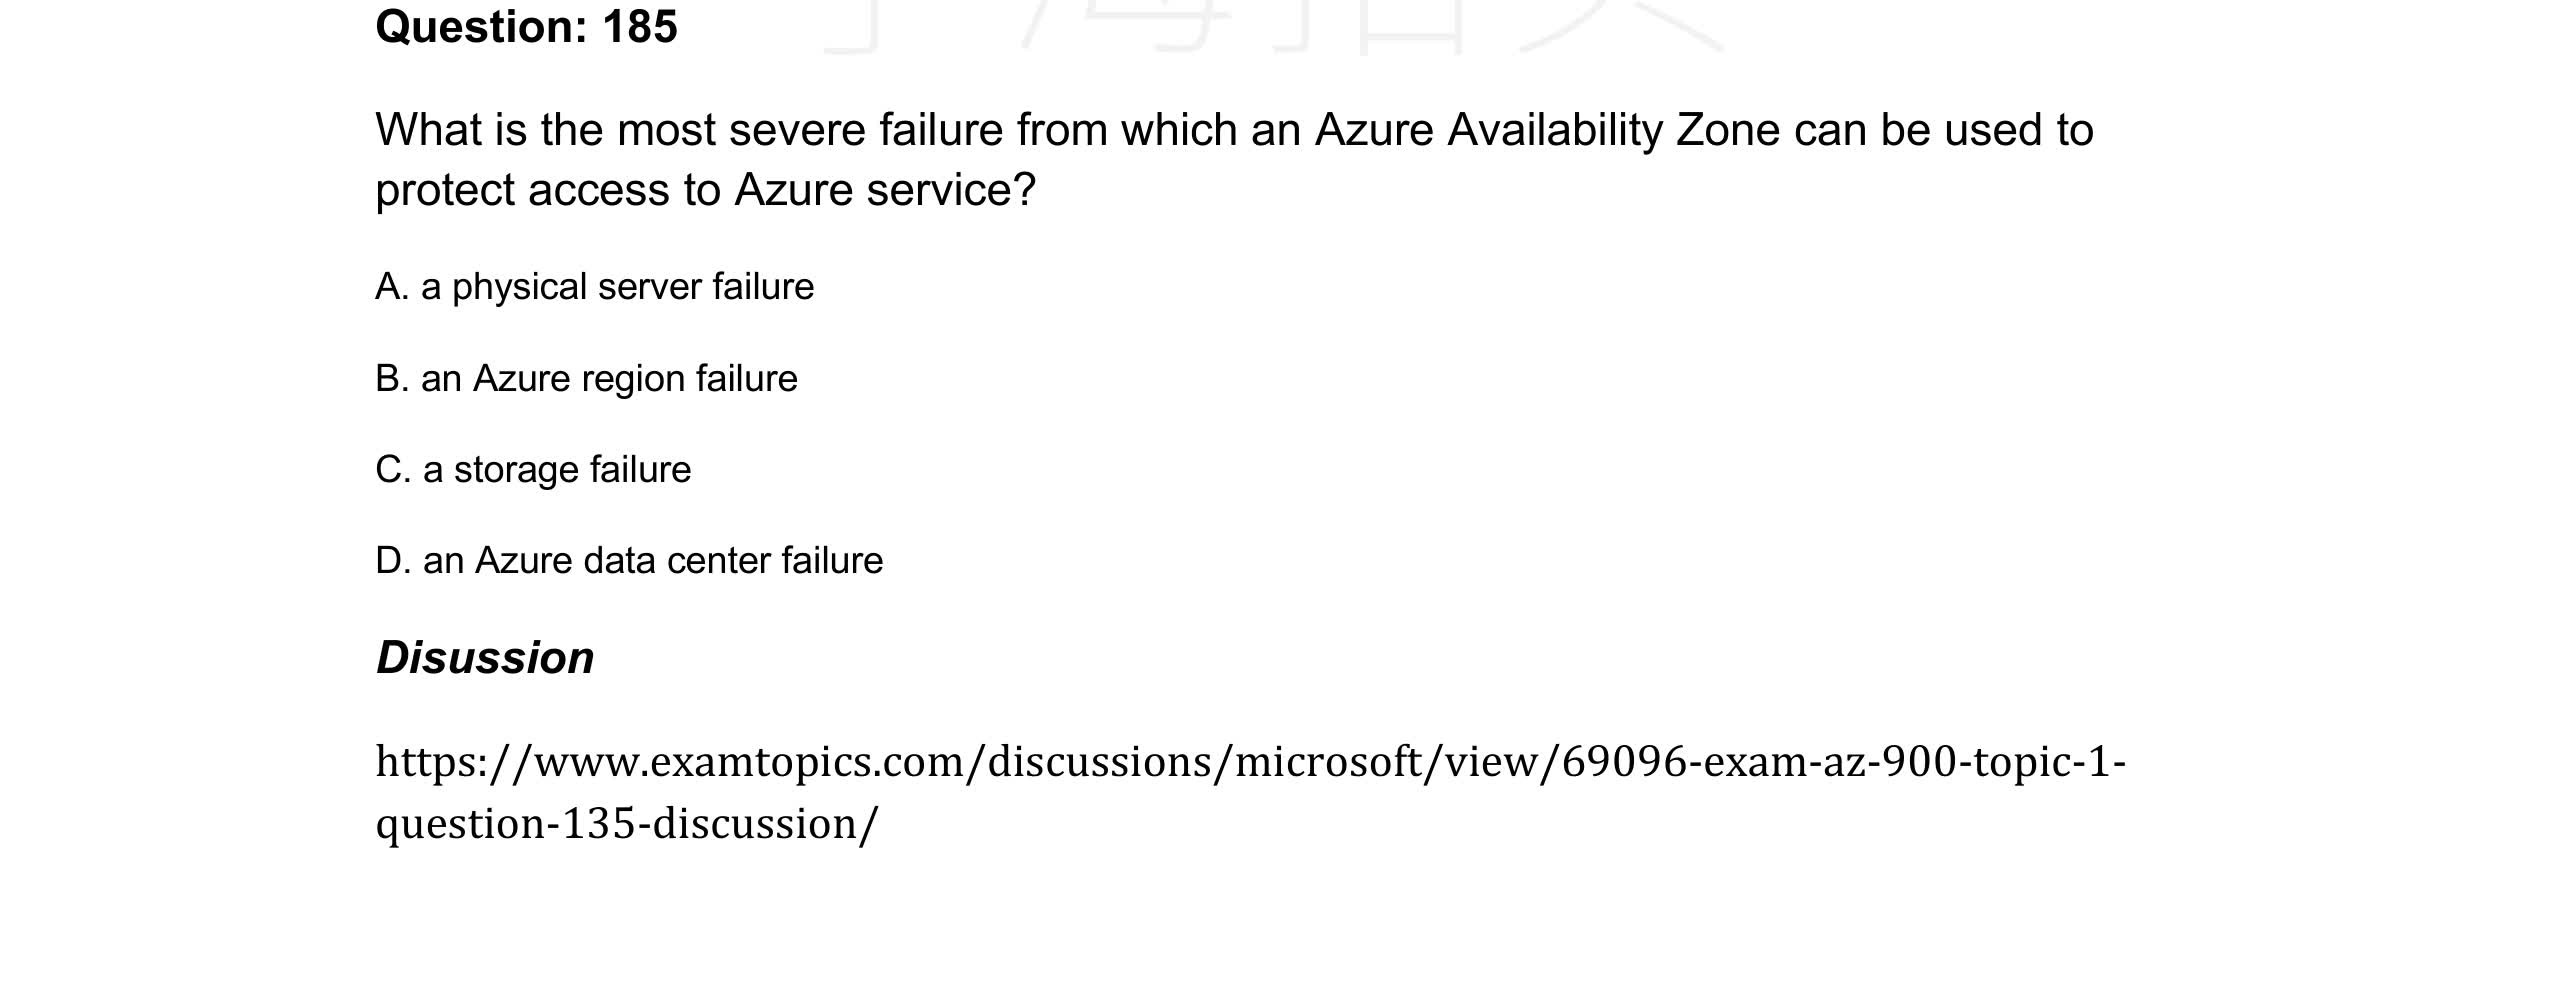 Question: 185
What is the most severe failure from which an Azure Availability Zone can be used to
protect access to Azure service?
A. a physical server failure
B. an Azure region failure
C. a storage failure
D. an Azure data center failure
Disussion
https://www.examtopics.com/discussions/microsoft/view/69096-exam-az-900-topic-1-
question-135-discussion/